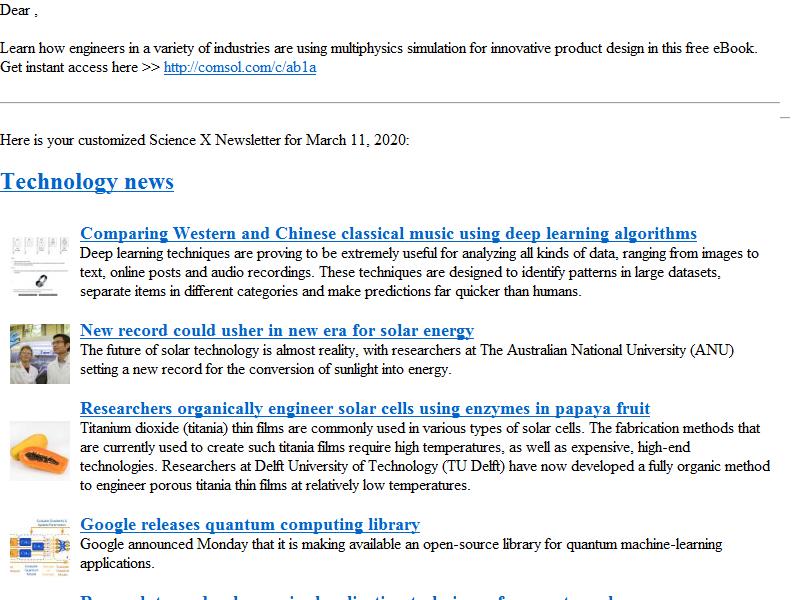 Dear ,
Learn how engineers in a variety of industries are using multiphysics simulation for innovative product design in this free eBook.
Get instant access here >> http://comsol.com/c/ab1a
Here is your customized Science X Newsletter for March 11, 2020:
Technology news
Comparing Western and Chinese classical music using deep learning algorithms
Deep learning techniques are proving to be extremely useful for analyzing all kinds of data, ranging from images to
text, online posts and audio recordings. These techniques are designed to identify patterns in large datasets,
separate items in different categories and make predictions far quicker than humans.
New record could usher in new era for solar energy
The future of solar technology is almost reality, with researchers at The Australian National University (ANU)
setting a new record for the conversion of sunlight into energy.
Researchers organically engineer solar cells using enzymes in papaya fruit
Titanium dioxide (titania) thin films are commonly used in various types of solar cells. The fabrication methods that
are currently used to create such titania films require high temperatures, as well as expensive, high-end
technologies. Researchers at Delft University of Technology (TU Delft) have now developed a fully organic method
to engineer porous titania thin films at relatively low temperatures.
Google releases quantum computing library
Google announced Monday that it is making available an open-source library for quantum machine-learning
applications.